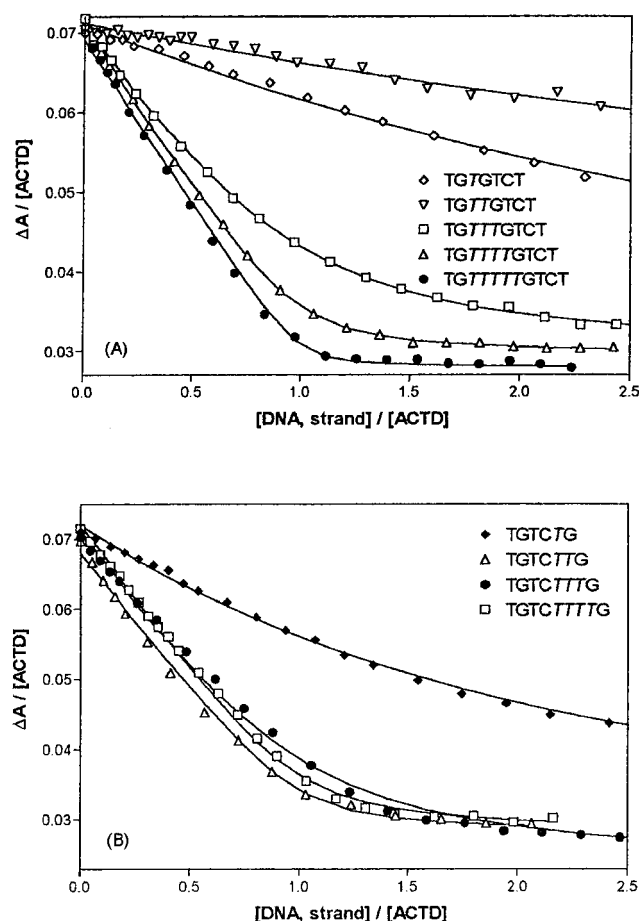 0.07
0.06
0.05
0.04
0.03
ΔA / [ACTD]
TGTGTCT
TGTTGTCT
TGTTTGTCT
TGTTTTGTCT
TGTTTTTGTCT
(A)
0.0 0.5 1.0 1.5 2.0 2.5
[DNA, strand] / [ACTD]
0.07
0.06
0.05
0.04
0.03
ΔA / [ACTD]
TGTCTG
TGTCTTG
TGTCTTTG
TGTCTTTTG
(B)
0.0 0.5 1.0 1.5 2.0 2.5
[DNA, strand] / [ACTD]